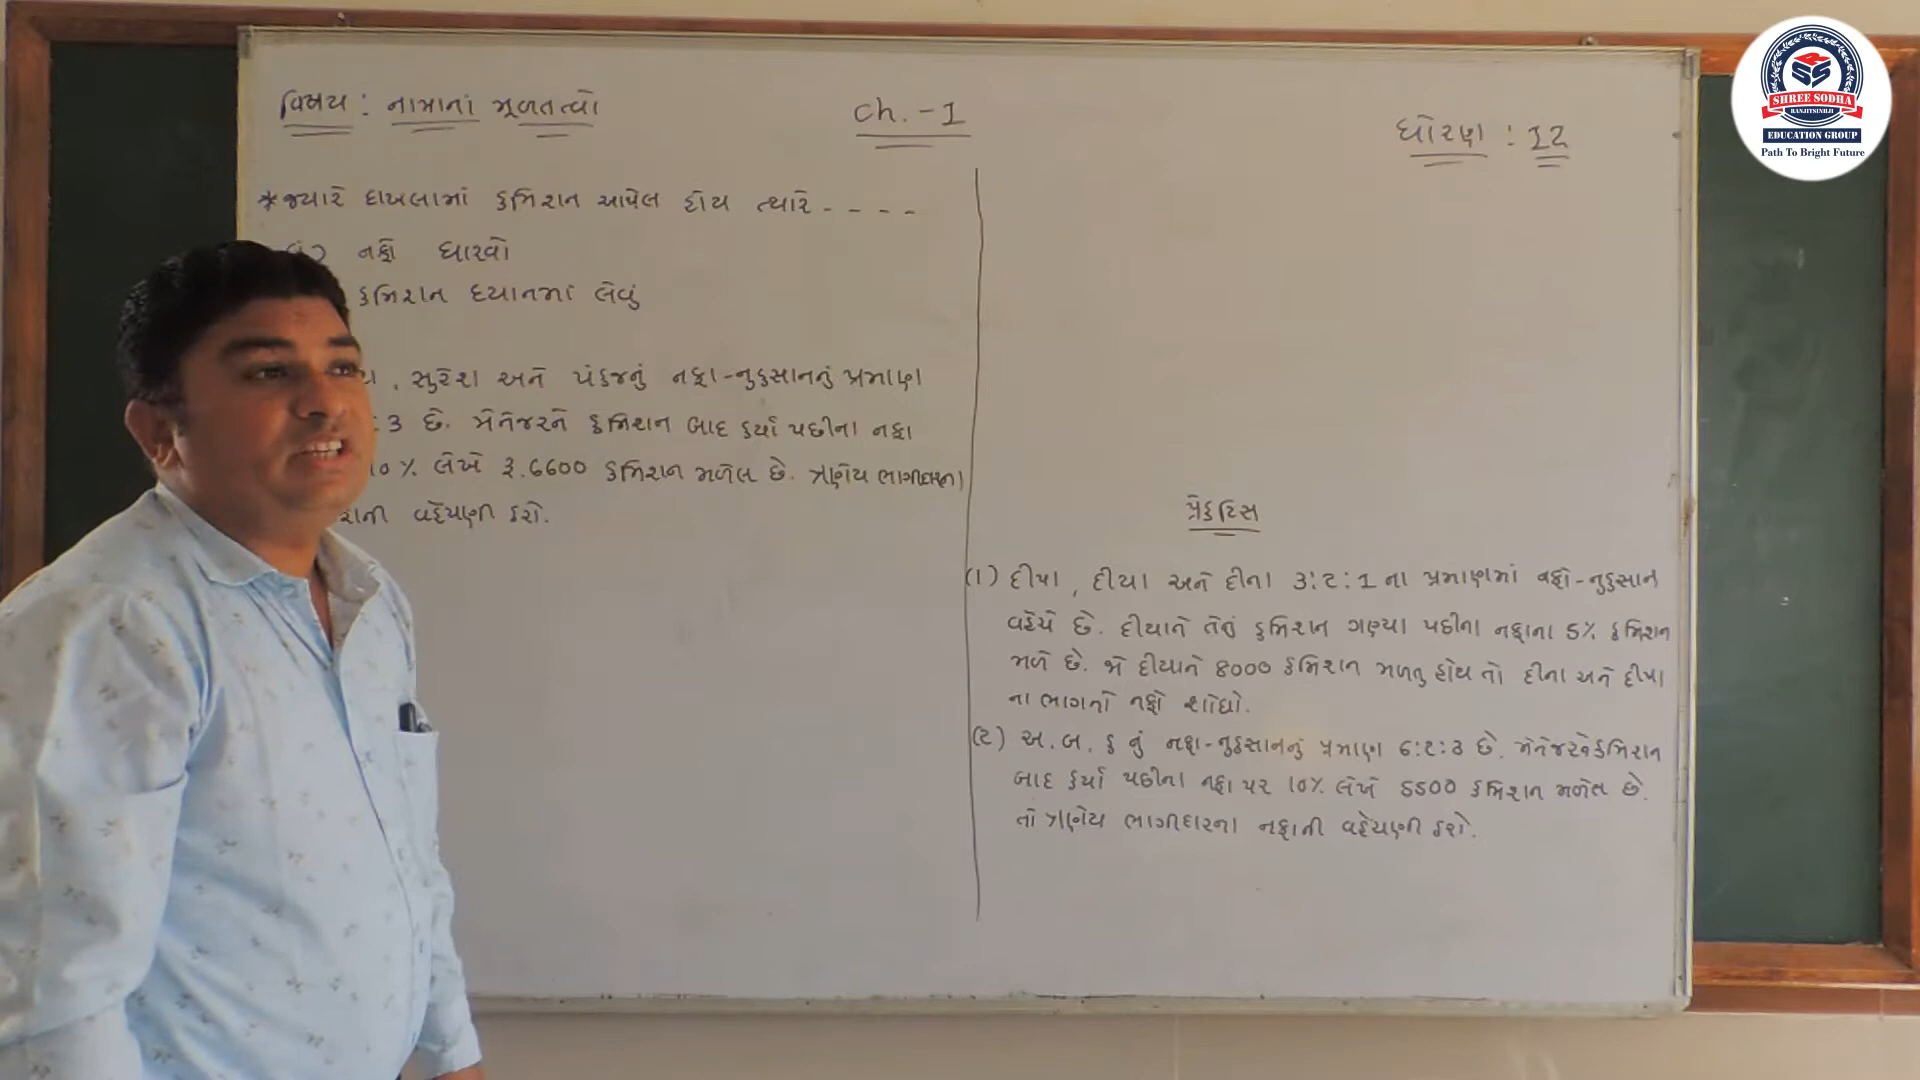 વિષય : નામાનાં મૂળતત્વો
Ch. - 1
ધોરણ : 12
* જ્યારે દાખલામાં કમિશન આપેલ હોય ત્યારે - - - -
નફો ધારવો
કમિશન ધ્યાનમાં લેવું
, સુરેશ અને પંકજનું નફા-નુકસાનનું પ્રમાણ
: 3 છે. મેનેજરને કમિશન બાદ કર્યા પછીના નફા
10 % લેખે રૂ. 6600 કમિશન મળેલ છે. ત્રણેય ભાગીદારના
વહેંચણી કરો.
પ્રેક્ટિસ
(1) દીપા, દીયા અને દીના 3:2:1 ના પ્રમાણમાં નફો-નુકસાન
વહેંચે છે. દીયાને તેનું કમિશન ગણ્યા પછીના નફાના 5% કમિશન
મળે છે. જો દીયાને 8000 કમિશન મળતુ હોય તો દીના અને દીપા
ના ભાગનો નફો શોધો.
(2) અ. બ. ક નું નફા-નુકસાનનું પ્રમાણ 6:2:3 છે. મેનેજરને કમિશન
બાદ કર્યા પછીના નફા પર 10% લેખે 5500 કમિશન મળેલ છે.
તો ત્રણેય ભાગીદારના નફાની વહેંચણી કરો.
SHREE SODHA
RANJITSINHJI
EDUCATION GROUP
Path To Bright Future